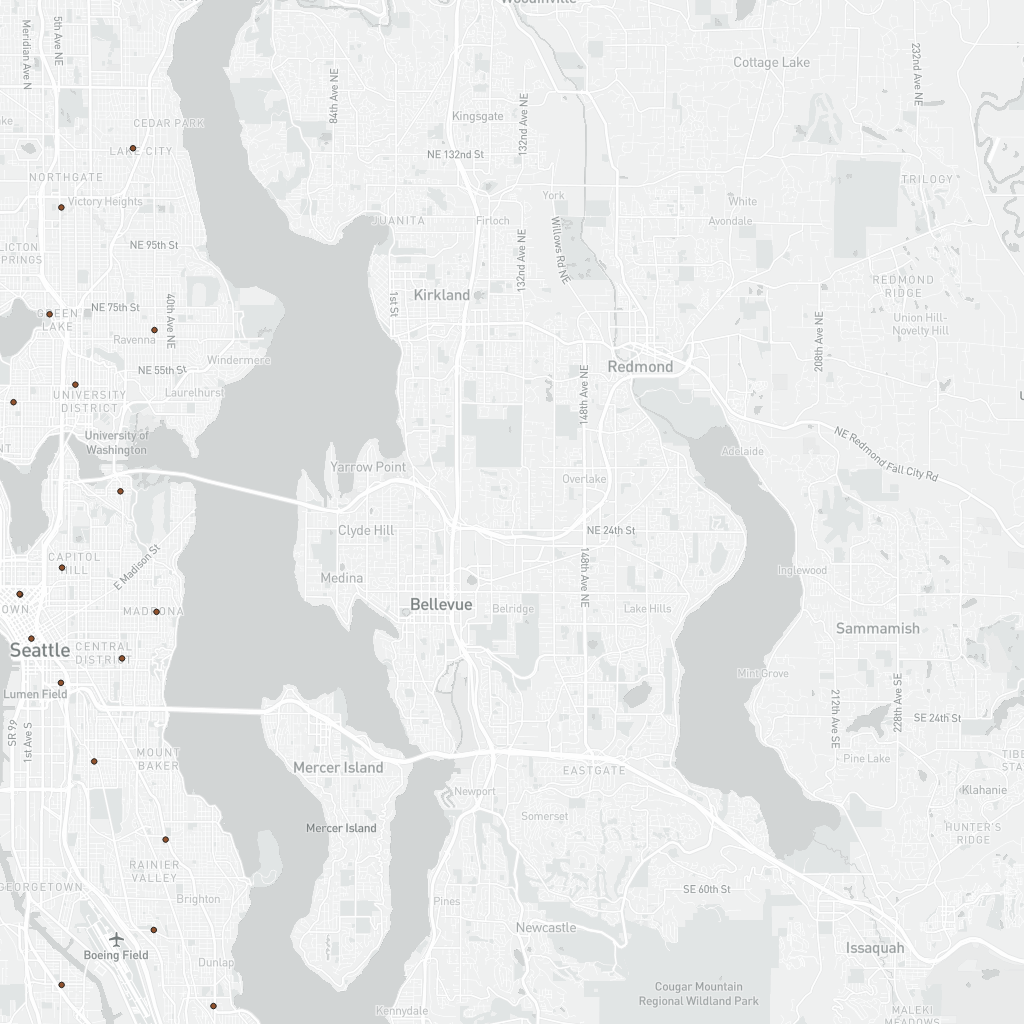 Woodinville
Meridian Ave N
5th Ave NE
232nd Ave NE
Cottage Lake
84th Ave NE
Kingsgate
132nd Ave NE
CEDAR PARK
LAKE CITY
NE 132nd St
NORTHGATE
TRILOGY
Victory Heights
York
White
JUANITA
Firloch
Avondale
NE 95th St
132nd Ave NE
Willows Rd NE
REDMOND
RIDGE
Kirkland
40th Ave NE
NE 75th St
1st St
GREEN
LAKE
Union Hill-
Novelty Hill
208th Ave NE
Ravenna
Windermere
NE 55th St
Redmond
148th Ave NE
UNIVERSITY
DISTRICT
Laurelhurst
University of
Washington
NE Redmond Fall City Rd
Adelaide
Yarrow Point
Overlake
Clyde Hill
NE 24th St
CAPITOL
HILL
E Madison St
148th Ave NE
Inglewood
Medina
Bellevue
Belridge
Lake Hills
MADRONA
Sammamish
Seattle
CENTRAL
DISTRICT
Mint Grove
Lumen Field
212th Ave SE
228th Ave SE
SE 24th St
SR 99
1st Ave S
MOUNT
BAKER
Mercer Island
EASTGATE
Pine Lake
Newport
Klahanie
Somerset
Mercer Island
HUNTER'S
RIDGE
RAINIER
VALLEY
GEORGETOWN
SE 60th St
Brighton
Pines
Newcastle
Boeing Field
Issaquah
Dunlap
Cougar Mountain
Regional Wildland Park
Kennydale
MALEKI
MEADOWS